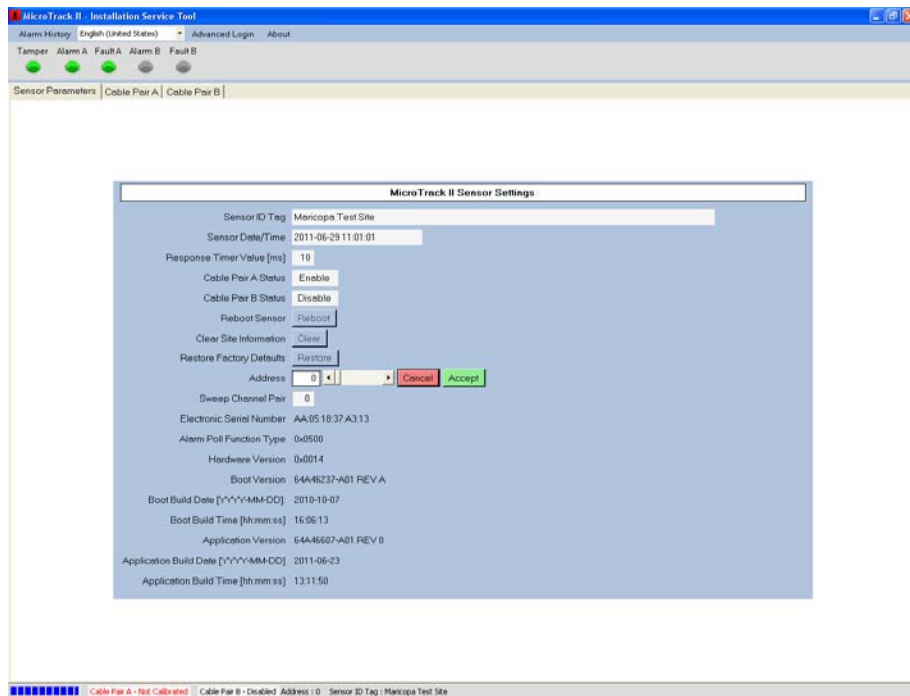 MicroTrack II - Installation Service Tool
Alarm History English (United States) Advanced Login About
Tamper Alarm A Fault A Alarm B Fault B
Sensor Parameters Cable Pair A Cable Pair B
MicroTrack II Sensor Settings
Sensor ID Tag Maricopa Test Site
Sensor Date/Time 2011-06-29 11:01:01
Response Timer Value [ms] 10
Cable Pair A Status Enable
Cable Pair B Status Disable
Reboot Sensor Reboot
Clear Site Information Clear
Restore Factory Defaults Restore
Address 0 Cancel Accept
Sweep Channel Pair 0
Electronic Serial Number AA:05:18:37:A3:13
Alarm Poll Function Type 0x0500
Hardware Version 0x0014
Boot Version 64A46237-A01 REV A
Boot Build Date [YYYY-MM-DD]: 2010-10-07
Boot Build Time [hh:mm:ss] 16:06:13
Application Version 64A46607-A01 REV 0
Application Build Date [YYYY-MM-DD] 2011-06-23
Application Build Time [hh:mm:ss] 13:11:50
Cable Pair A - Not Calibrated Cable Pair B - Disabled Address : 0 Sensor ID Tag : Maricopa Test Site